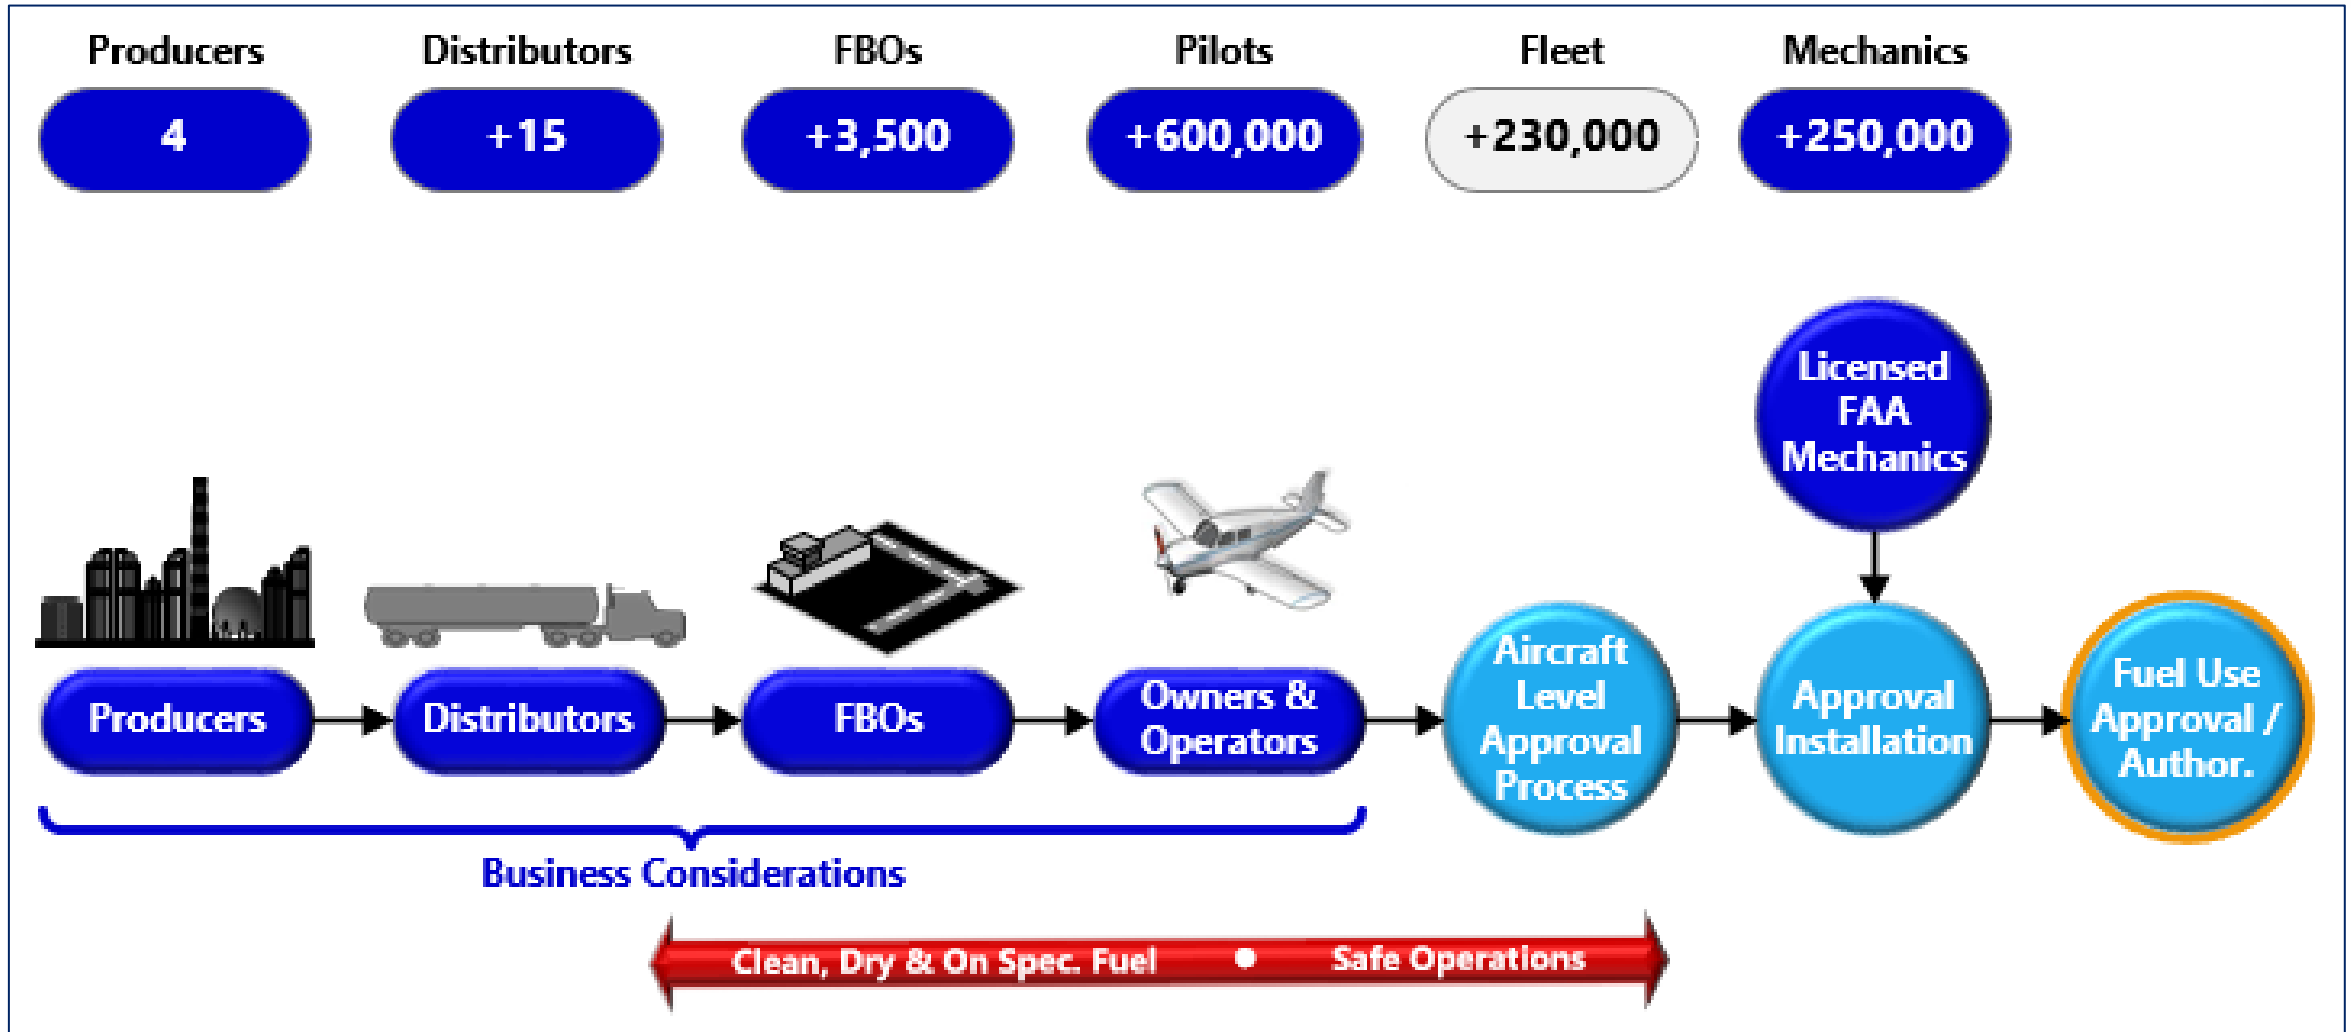 Producers
Distributors
FBOs
Pilots
Fleet
Mechanics
4
+15
+3,500
+600,000
+230,000
+250,000
Licensed
FAA
Mechanics
Producers
Distributors
FBOs
Owners &
Operators
Aircraft
Level
Approval
Process
Approval
Installation
Fuel Use
Approval /
Author.
Business Considerations
Clean, Dry & On Spec. Fuel • Safe Operations